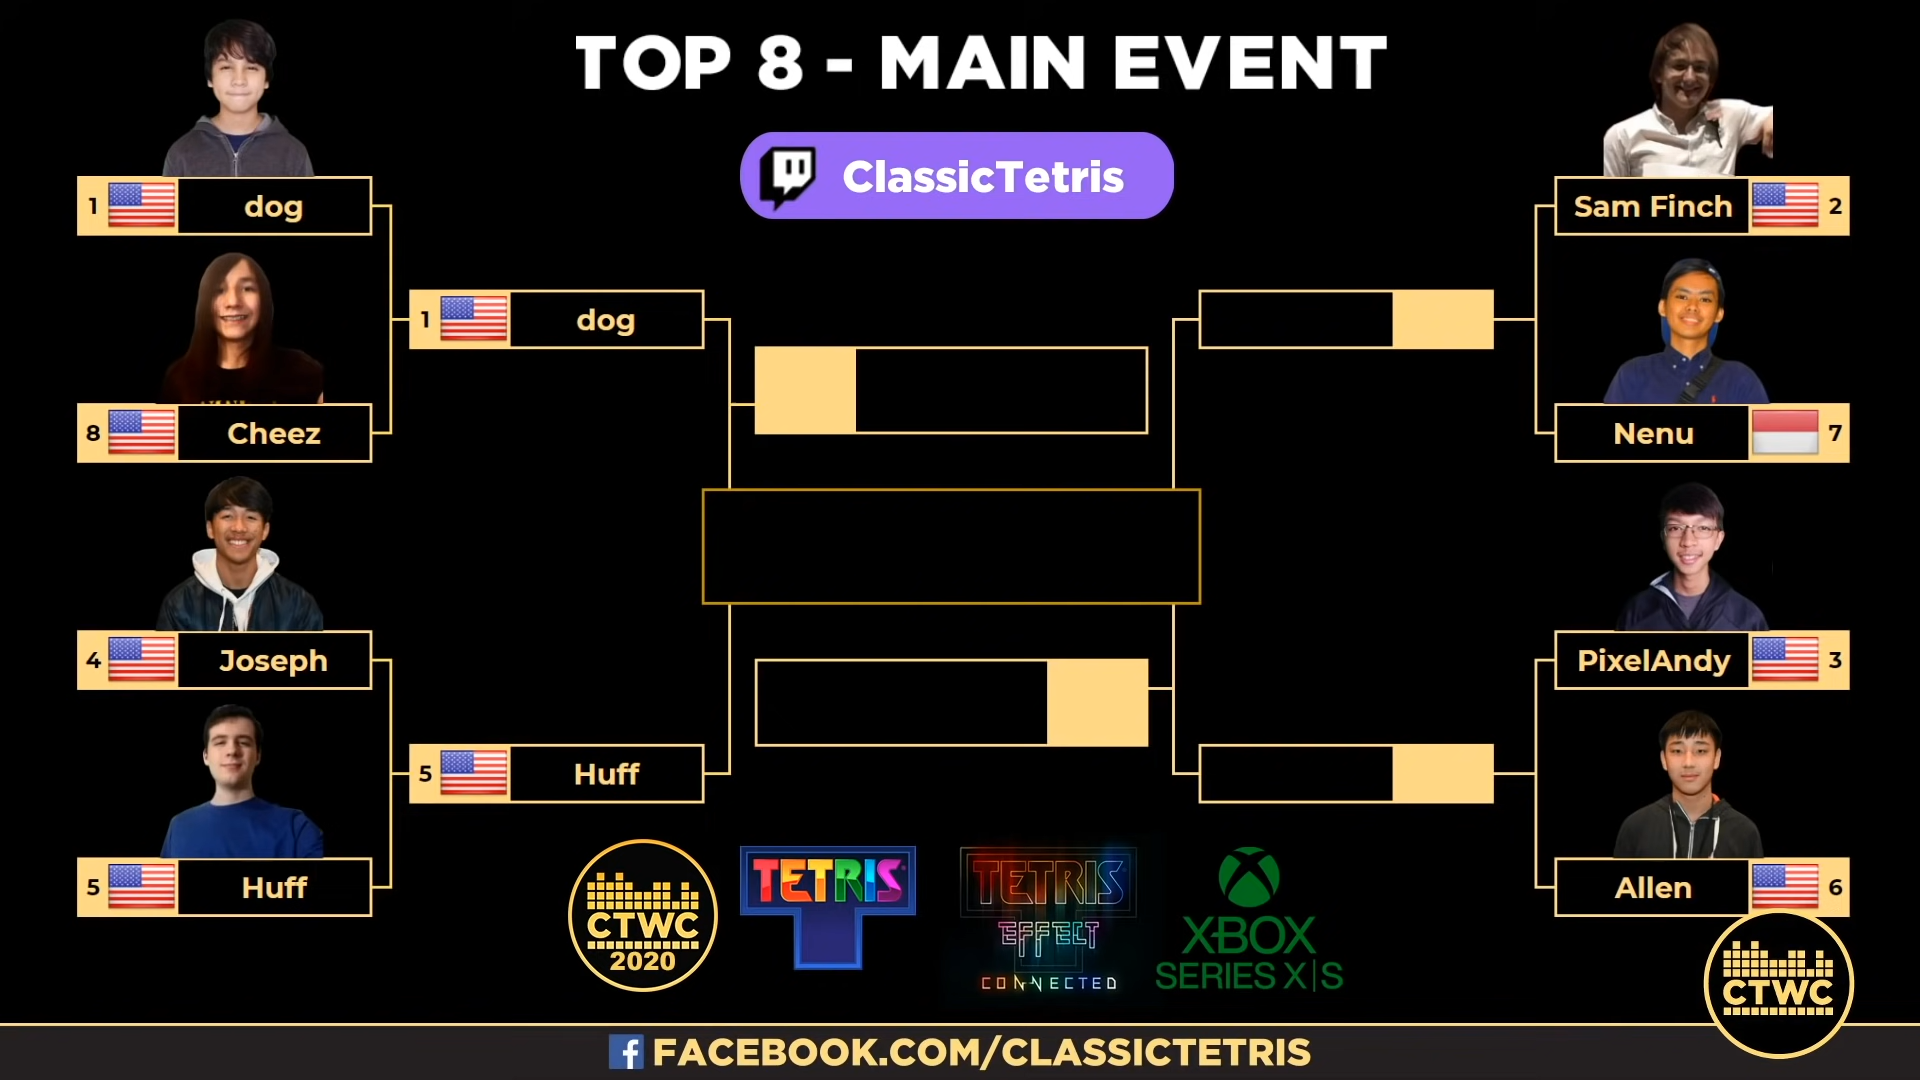 TOP 8 - MAIN EVENT
ClassicTetris
1 dog
8 Cheez
1 dog
4 Joseph
5 Huff
5 Huff
Sam Finch 2
Nenu 7
PixelAndy 3
Allen 6
CTWC
2020
TETRIS
TETRIS
EFFECT
CONNECTED
XBOX
SERIES X|S
CTWC
FACEBOOK.COM/CLASSICTETRIS